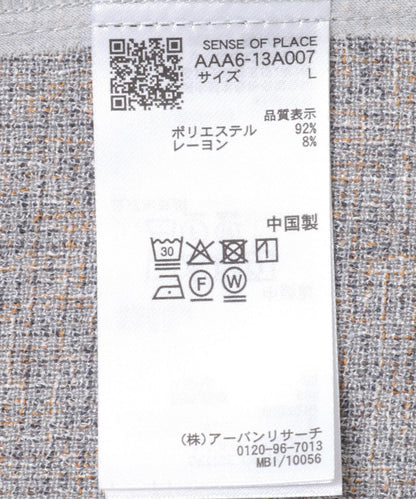 SENSE OF PLACE
AAA6-13A007
サイズ L
品質表示
ポリエステル 92%
レーヨン 8%
中国製
30
F W
(株)アーバンリサーチ
0120-96-7013
MBI/10056